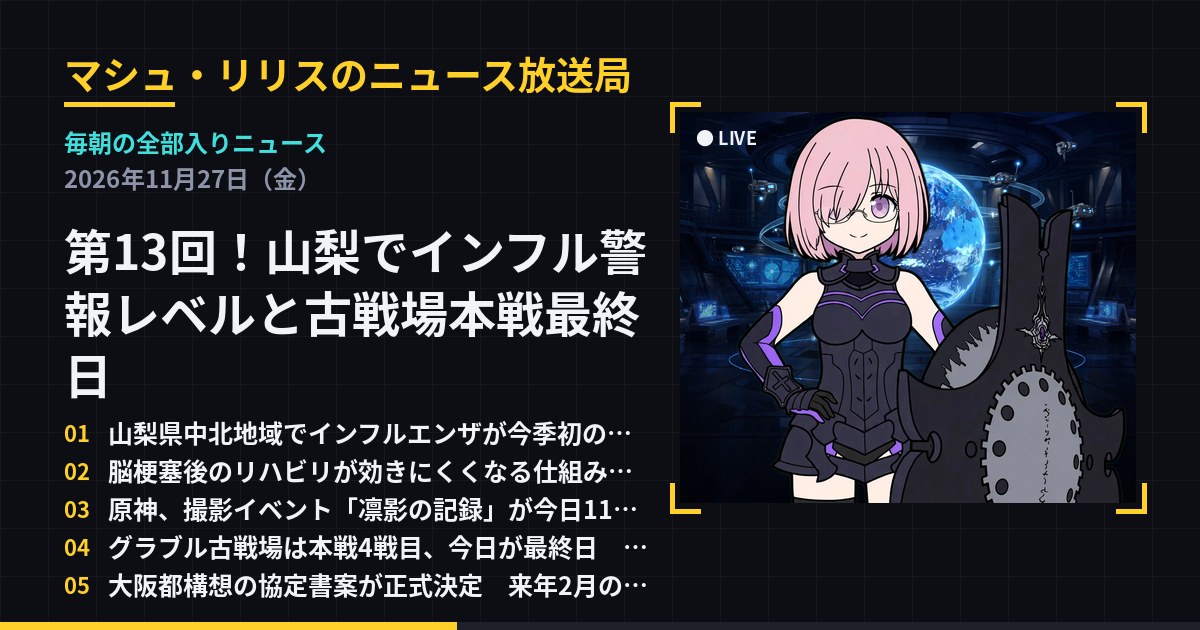 マシュ・リリスのニュース放送局
毎朝の全部入りニュース
2026年11月27日（金）
第13回！山梨でインフル警
報レベルと古戦場本戦最終
日
01 山梨県中北地域でインフルエンザが今季初の…
02 脳梗塞後のリハビリが効きにくくなる仕組み…
03 原神、撮影イベント「凛影の記録」が今日11…
04 グラブル古戦場は本戦4戦目、今日が最終日　…
05 大阪都構想の協定書案が正式決定　来年2月の…
LIVE